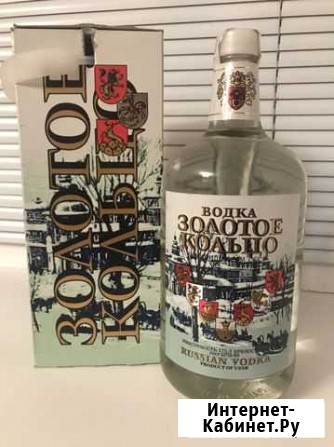 ЗОЛОТОЕ
КОЛЬЦО
ВОДКА
ЗОЛОТОЕ
КОЛЬЦО
RUSSIAN VODKA
PRODUCT OF USSR
Интернет-
Кабинет.Ру